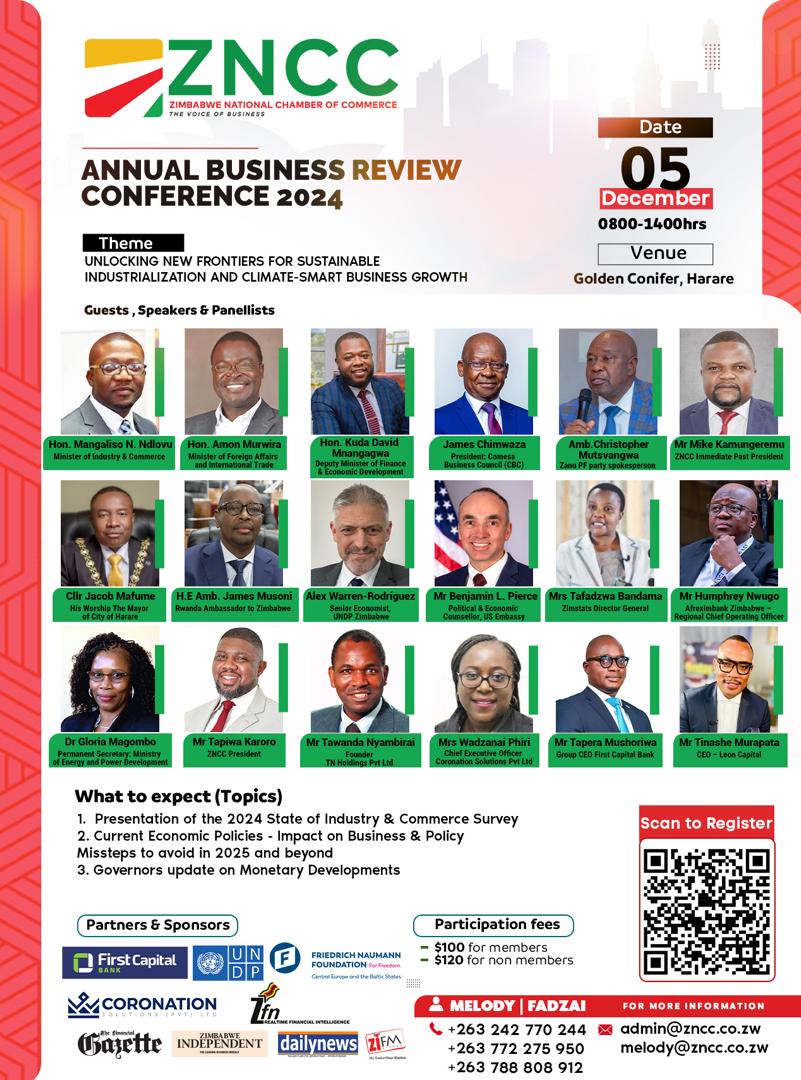 ZNCC
ZIMBABWE NATIONAL CHAMBER OF COMMERCE
THE VOICE OF BUSINESS
ANNUAL BUSINESS REVIEW
CONFERENCE 2024
Date
05
December
0800-1400hrs
Venue
Golden Conifer, Harare
Theme
UNLOCKING NEW FRONTIERS FOR SUSTAINABLE
INDUSTRIALIZATION AND CLIMATE-SMART BUSINESS GROWTH
Guests , Speakers & Panellists
Hon. Mangaliso N. Ndlovu
Minister of Industry & Commerce
Hon. Amon Murwira
Minister of Foreign Affairs
and International Trade
Hon. Kuda David
Mnangagwa
Deputy Minister of Finance
& Economic Development
James Chimwaza
President: Comesa
Business Council (CBC)
Amb.Christopher
Mutsvangwa
Zanu PF party spokesperson
Mr Mike Kamungeremu
ZNCC Immediate Past President
Cllr Jacob Mafume
His Worship The Mayor
of City of Harare
H.E Amb. James Musoni
Rwanda Ambassador to Zimbabwe
Alex Warren-Rodríguez
Senior Economist,
UNDP Zimbabwe
Mr Benjamin L. Pierce
Political & Economic
Counsellor, US Embassy
Mrs Tafadzwa Bandama
Zimstats Director General
Mr Humphrey Nwugo
Afreximbank Zimbabwe –
Regional Chief Operating Officer
Dr Gloria Magombo
Permanent Secretary: Ministry
of Energy and Power Development
Mr Tapiwa Karoro
ZNCC President
Mr Tawanda Nyambirai
Founder
TN Holdings Pvt Ltd
Mrs Wadzanai Phiri
Chief Executive Officer
Coronation Solutions Pvt Ltd
Mr Tapera Mushoriwa
Group CEO First Capital Bank
Mr Tinashe Murapata
CEO – Leon Capital
What to expect (Topics)
1. Presentation of the 2024 State of Industry & Commerce Survey
2. Current Economic Policies - Impact on Business & Policy
Missteps to avoid in 2025 and beyond
3. Governors update on Monetary Developments
Scan to Register
Partners & Sponsors
First Capital
BANK
UN
DP
F
FRIEDRICH NAUMANN
FOUNDATION For Freedom.
Central Europe and the Baltic States
CORONATION
SOLUTIONS (PVT) LTD
fn
REALTIME FINANCIAL INTELLIGENCE
The Financial
Gazette
ZIMBABWE
INDEPENDENT
THE LEADING BUSINESS WEEKLY
dailynews
ZiFM
Participation fees
– $100 for members
– $120 for non members
MELODY | FADZAI
FOR MORE INFORMATION
+263 242 770 244
+263 772 275 950
+263 788 808 912
admin@zncc.co.zw
melody@zncc.co.zw